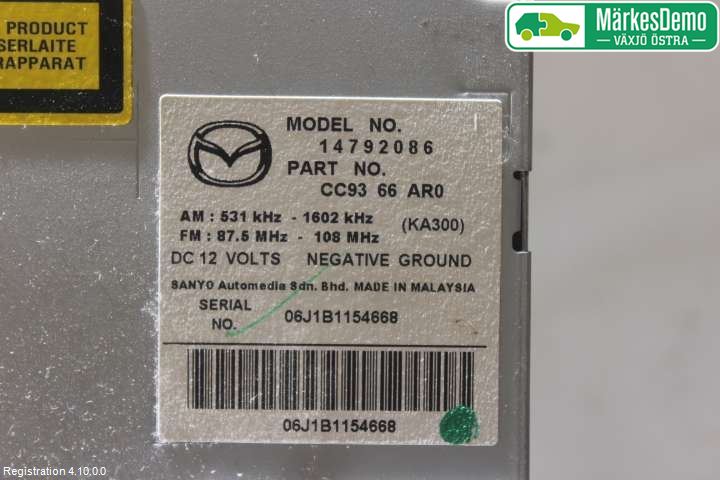 PRODUCT
SERLAITE
RAPPARAT
MärkesDemo
VÄXJÖ ÖSTRA
MODEL NO.
14792086
PART NO.
CC93 66 AR0
AM : 531 kHz - 1602 kHz (KA300)
FM : 87.5 MHz - 108 MHz
DC 12 VOLTS NEGATIVE GROUND
SANYO Automedia Sdn. Bhd. MADE IN MALAYSIA
SERIAL
NO. 06J1B1154668
06J1B1154668
Registration 4.10.0.0